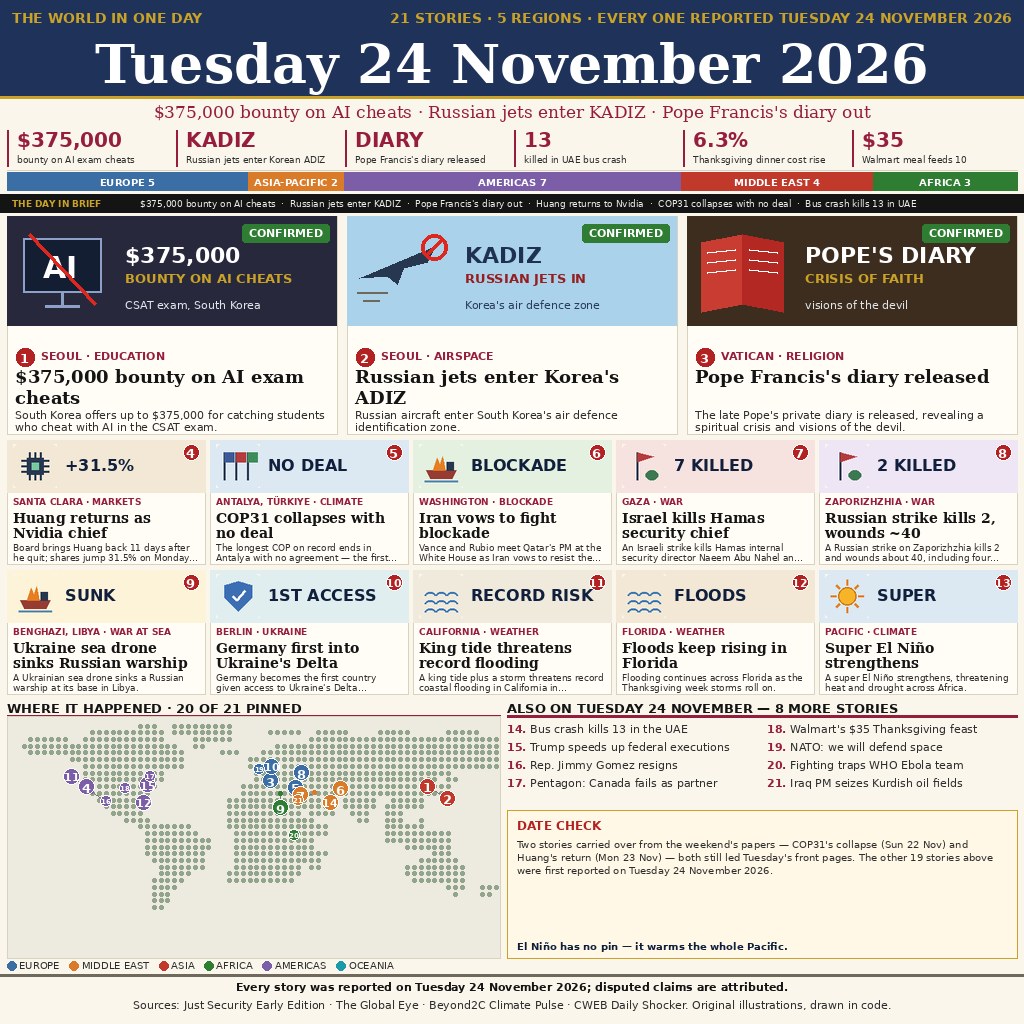 THE WORLD IN ONE DAY
21 STORIES · 5 REGIONS · EVERY ONE REPORTED TUESDAY 24 NOVEMBER 2026
Tuesday 24 November 2026
$375,000 bounty on AI cheats · Russian jets enter KADIZ · Pope Francis's diary out
$375,000
bounty on AI exam cheats
KADIZ
Russian jets enter Korean ADIZ
DIARY
Pope Francis's diary released
13
killed in UAE bus crash
6.3%
Thanksgiving dinner cost rise
$35
Walmart meal feeds 10
EUROPE 5
ASIA-PACIFIC 2
AMERICAS 7
MIDDLE EAST 4
AFRICA 3
THE DAY IN BRIEF
$375,000 bounty on AI cheats · Russian jets enter KADIZ · Pope Francis's diary out · Huang returns to Nvidia · COP31 collapses with no deal · Bus crash kills 13 in UAE
CONFIRMED
AI
$375,000
BOUNTY ON AI CHEATS
CSAT exam, South Korea
1 SEOUL · EDUCATION
$375,000 bounty on AI exam
cheats
South Korea offers up to $375,000 for catching students
who cheat with AI in the CSAT exam.
CONFIRMED
KADIZ
RUSSIAN JETS IN
Korea's air defence zone
2 SEOUL · AIRSPACE
Russian jets enter Korea's
ADIZ
Russian aircraft enter South Korea's air defence
identification zone.
CONFIRMED
POPE'S DIARY
CRISIS OF FAITH
visions of the devil
3 VATICAN · RELIGION
Pope Francis's diary released
The late Pope's private diary is released, revealing a
spiritual crisis and visions of the devil.
+31.5%
4
SANTA CLARA · MARKETS
Huang returns as
Nvidia chief
Board brings Huang back 11 days after
he quit; shares jump 31.5% on Monday...
NO DEAL
5
ANTALYA, TÜRKIYE · CLIMATE
COP31 collapses with
no deal
The longest COP on record ends in
Antalya with no agreement — the first...
BLOCKADE
6
WASHINGTON · BLOCKADE
Iran vows to fight
blockade
Vance and Rubio meet Qatar's PM at the
White House as Iran vows to resist the...
7 KILLED
7
GAZA · WAR
Israel kills Hamas
security chief
An Israeli strike kills Hamas internal
security director Naeem Abu Nahel an...
2 KILLED
8
ZAPORIZHZHIA · WAR
Russian strike kills 2,
wounds ~40
A Russian strike on Zaporizhzhia kills 2
and wounds about 40, including four...
SUNK
9
BENGHAZI, LIBYA · WAR AT SEA
Ukraine sea drone
sinks Russian warship
A Ukrainian sea drone sinks a Russian
warship at its base in Libya.
1ST ACCESS
10
BERLIN · UKRAINE
Germany first into
Ukraine's Delta
Germany becomes the first country
given access to Ukraine's Delta...
RECORD RISK
11
CALIFORNIA · WEATHER
King tide threatens
record flooding
A king tide plus a storm threatens record
coastal flooding in California in...
FLOODS
12
FLORIDA · WEATHER
Floods keep rising in
Florida
Flooding continues across Florida as the
Thanksgiving week storms roll on.
SUPER
13
PACIFIC · CLIMATE
Super El Niño
strengthens
A super El Niño strengthens, threatening
heat and drought across Africa.
WHERE IT HAPPENED · 20 OF 21 PINNED
11
4
12
10
3
8
9
6
14
1
2
EUROPE
MIDDLE EAST
ASIA
AFRICA
AMERICAS
OCEANIA
ALSO ON TUESDAY 24 NOVEMBER — 8 MORE STORIES
14. Bus crash kills 13 in the UAE
15. Trump speeds up federal executions
16. Rep. Jimmy Gomez resigns
17. Pentagon: Canada fails as partner
18. Walmart's $35 Thanksgiving feast
19. NATO: we will defend space
20. Fighting traps WHO Ebola team
21. Iraq PM seizes Kurdish oil fields
DATE CHECK
Two stories carried over from the weekend's papers — COP31's collapse (Sun 22 Nov) and
Huang's return (Mon 23 Nov) — both still led Tuesday's front pages. The other 19 stories above
were first reported on Tuesday 24 November 2026.
El Niño has no pin — it warms the whole Pacific.
Every story was reported on Tuesday 24 November 2026; disputed claims are attributed.
Sources: Just Security Early Edition · The Global Eye · Beyond2C Climate Pulse · CWEB Daily Shocker. Original illustrations, drawn in code.